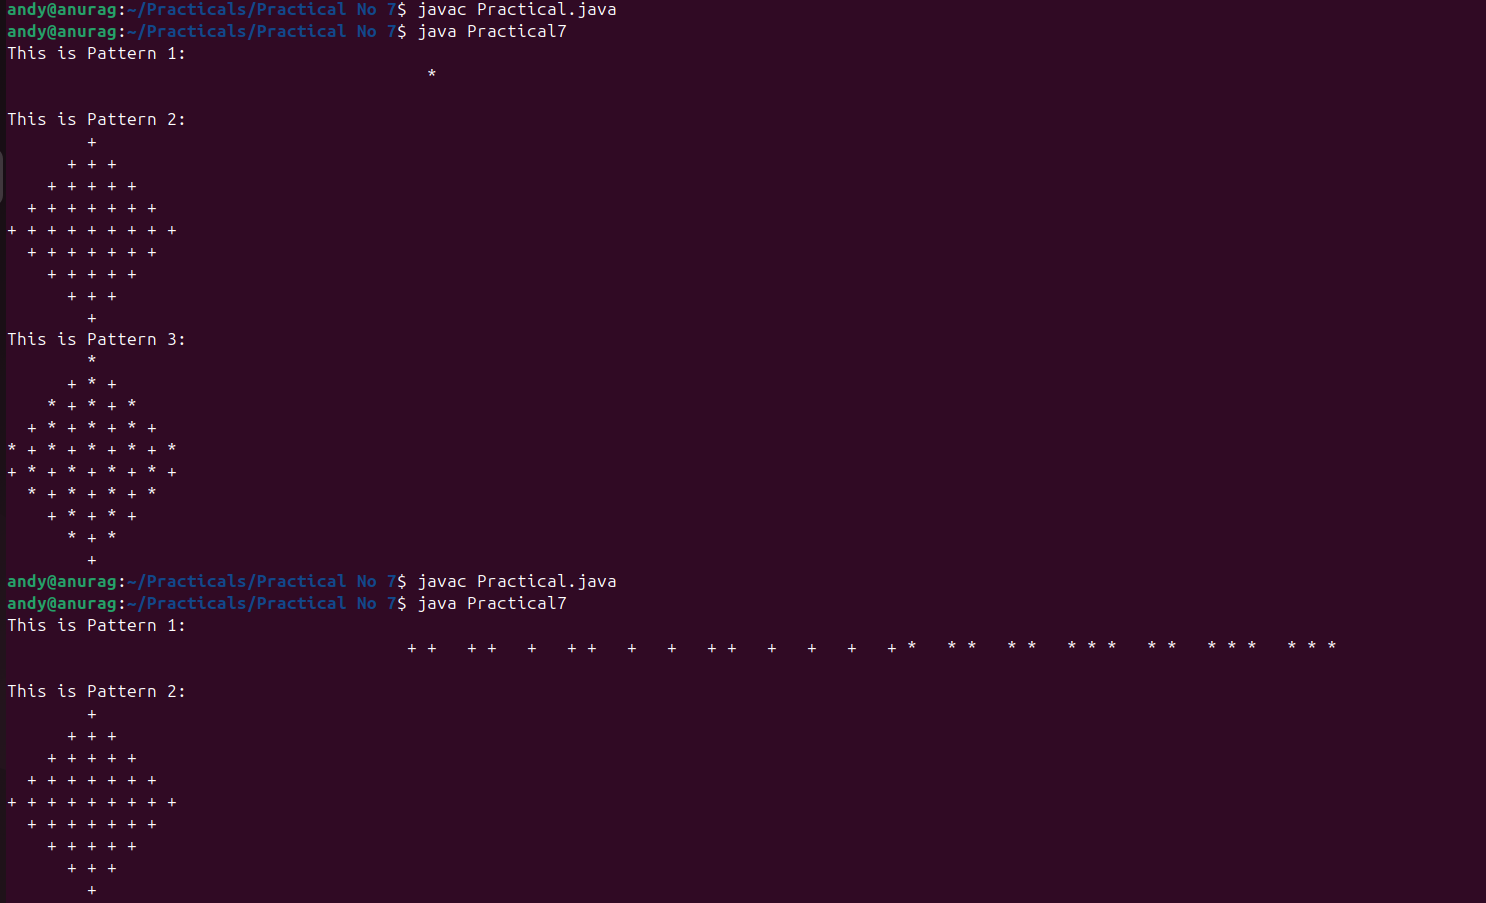 andy@anurag:~/Practicals/Practical No 7$ javac Practical.java
andy@anurag:~/Practicals/Practical No 7$ java Practical7
This is Pattern 1:
                                          *

This is Pattern 2:
        +
      + + +
    + + + + +
  + + + + + + +
+ + + + + + + + +
  + + + + + + +
    + + + + +
      + + +
        +
This is Pattern 3:
        *
      + * +
    * + * + *
  + * + * + * +
* + * + * + * + *
+ * + * + * + * +
  * + * + * + *
    + * + * +
      * + *
        +
andy@anurag:~/Practicals/Practical No 7$ javac Practical.java
andy@anurag:~/Practicals/Practical No 7$ java Practical7
This is Pattern 1:
                                        + +   + +   +   + +   +   +   + +   +   +   +   + *   * *   * *   * * *   * *   * * *   * * *

This is Pattern 2:
        +
      + + +
    + + + + +
  + + + + + + +
+ + + + + + + + +
  + + + + + + +
    + + + + +
      + + +
        +